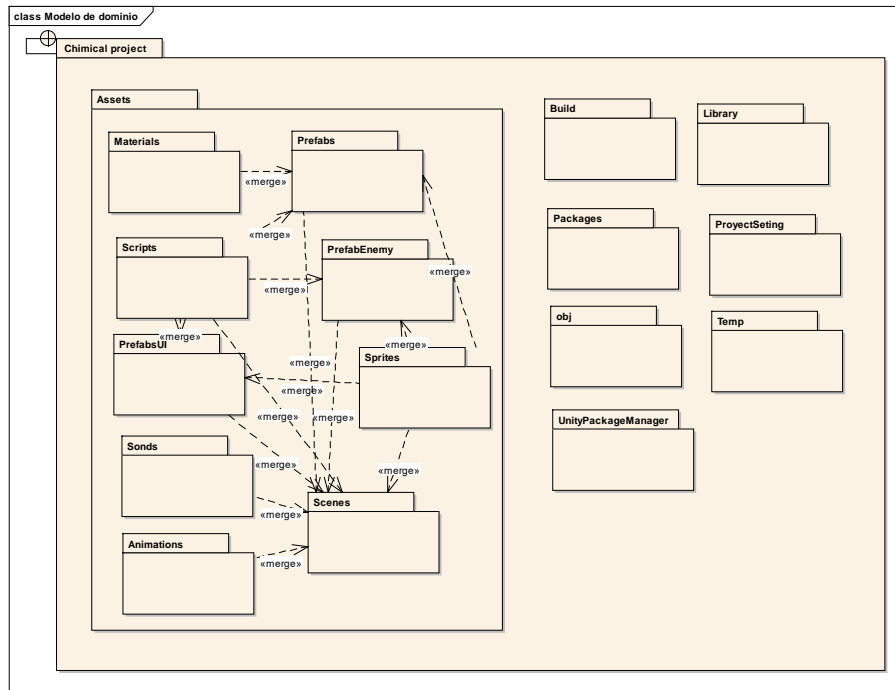 class Modelo de dominio
Chimical project
Assets
Materials
Prefabs
«merge»
«merge»
Scripts
PrefabEnemy
«merge»
«merge»
«merge»
PrefabsUI
Sprites
«merge»
«merge»
«merge»
«merge»
«merge»
Sonds
«merge»
«merge»
Scenes
«merge»
Animations
«merge»
Build
Library
Packages
ProyectSeting
obj
Temp
UnityPackageManager